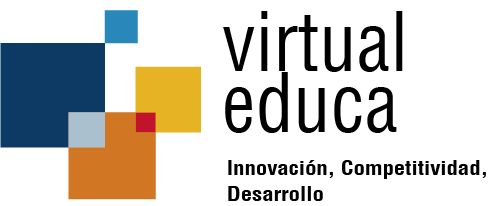 virtual
educa
Innovación, Competitividad,
Desarrollo